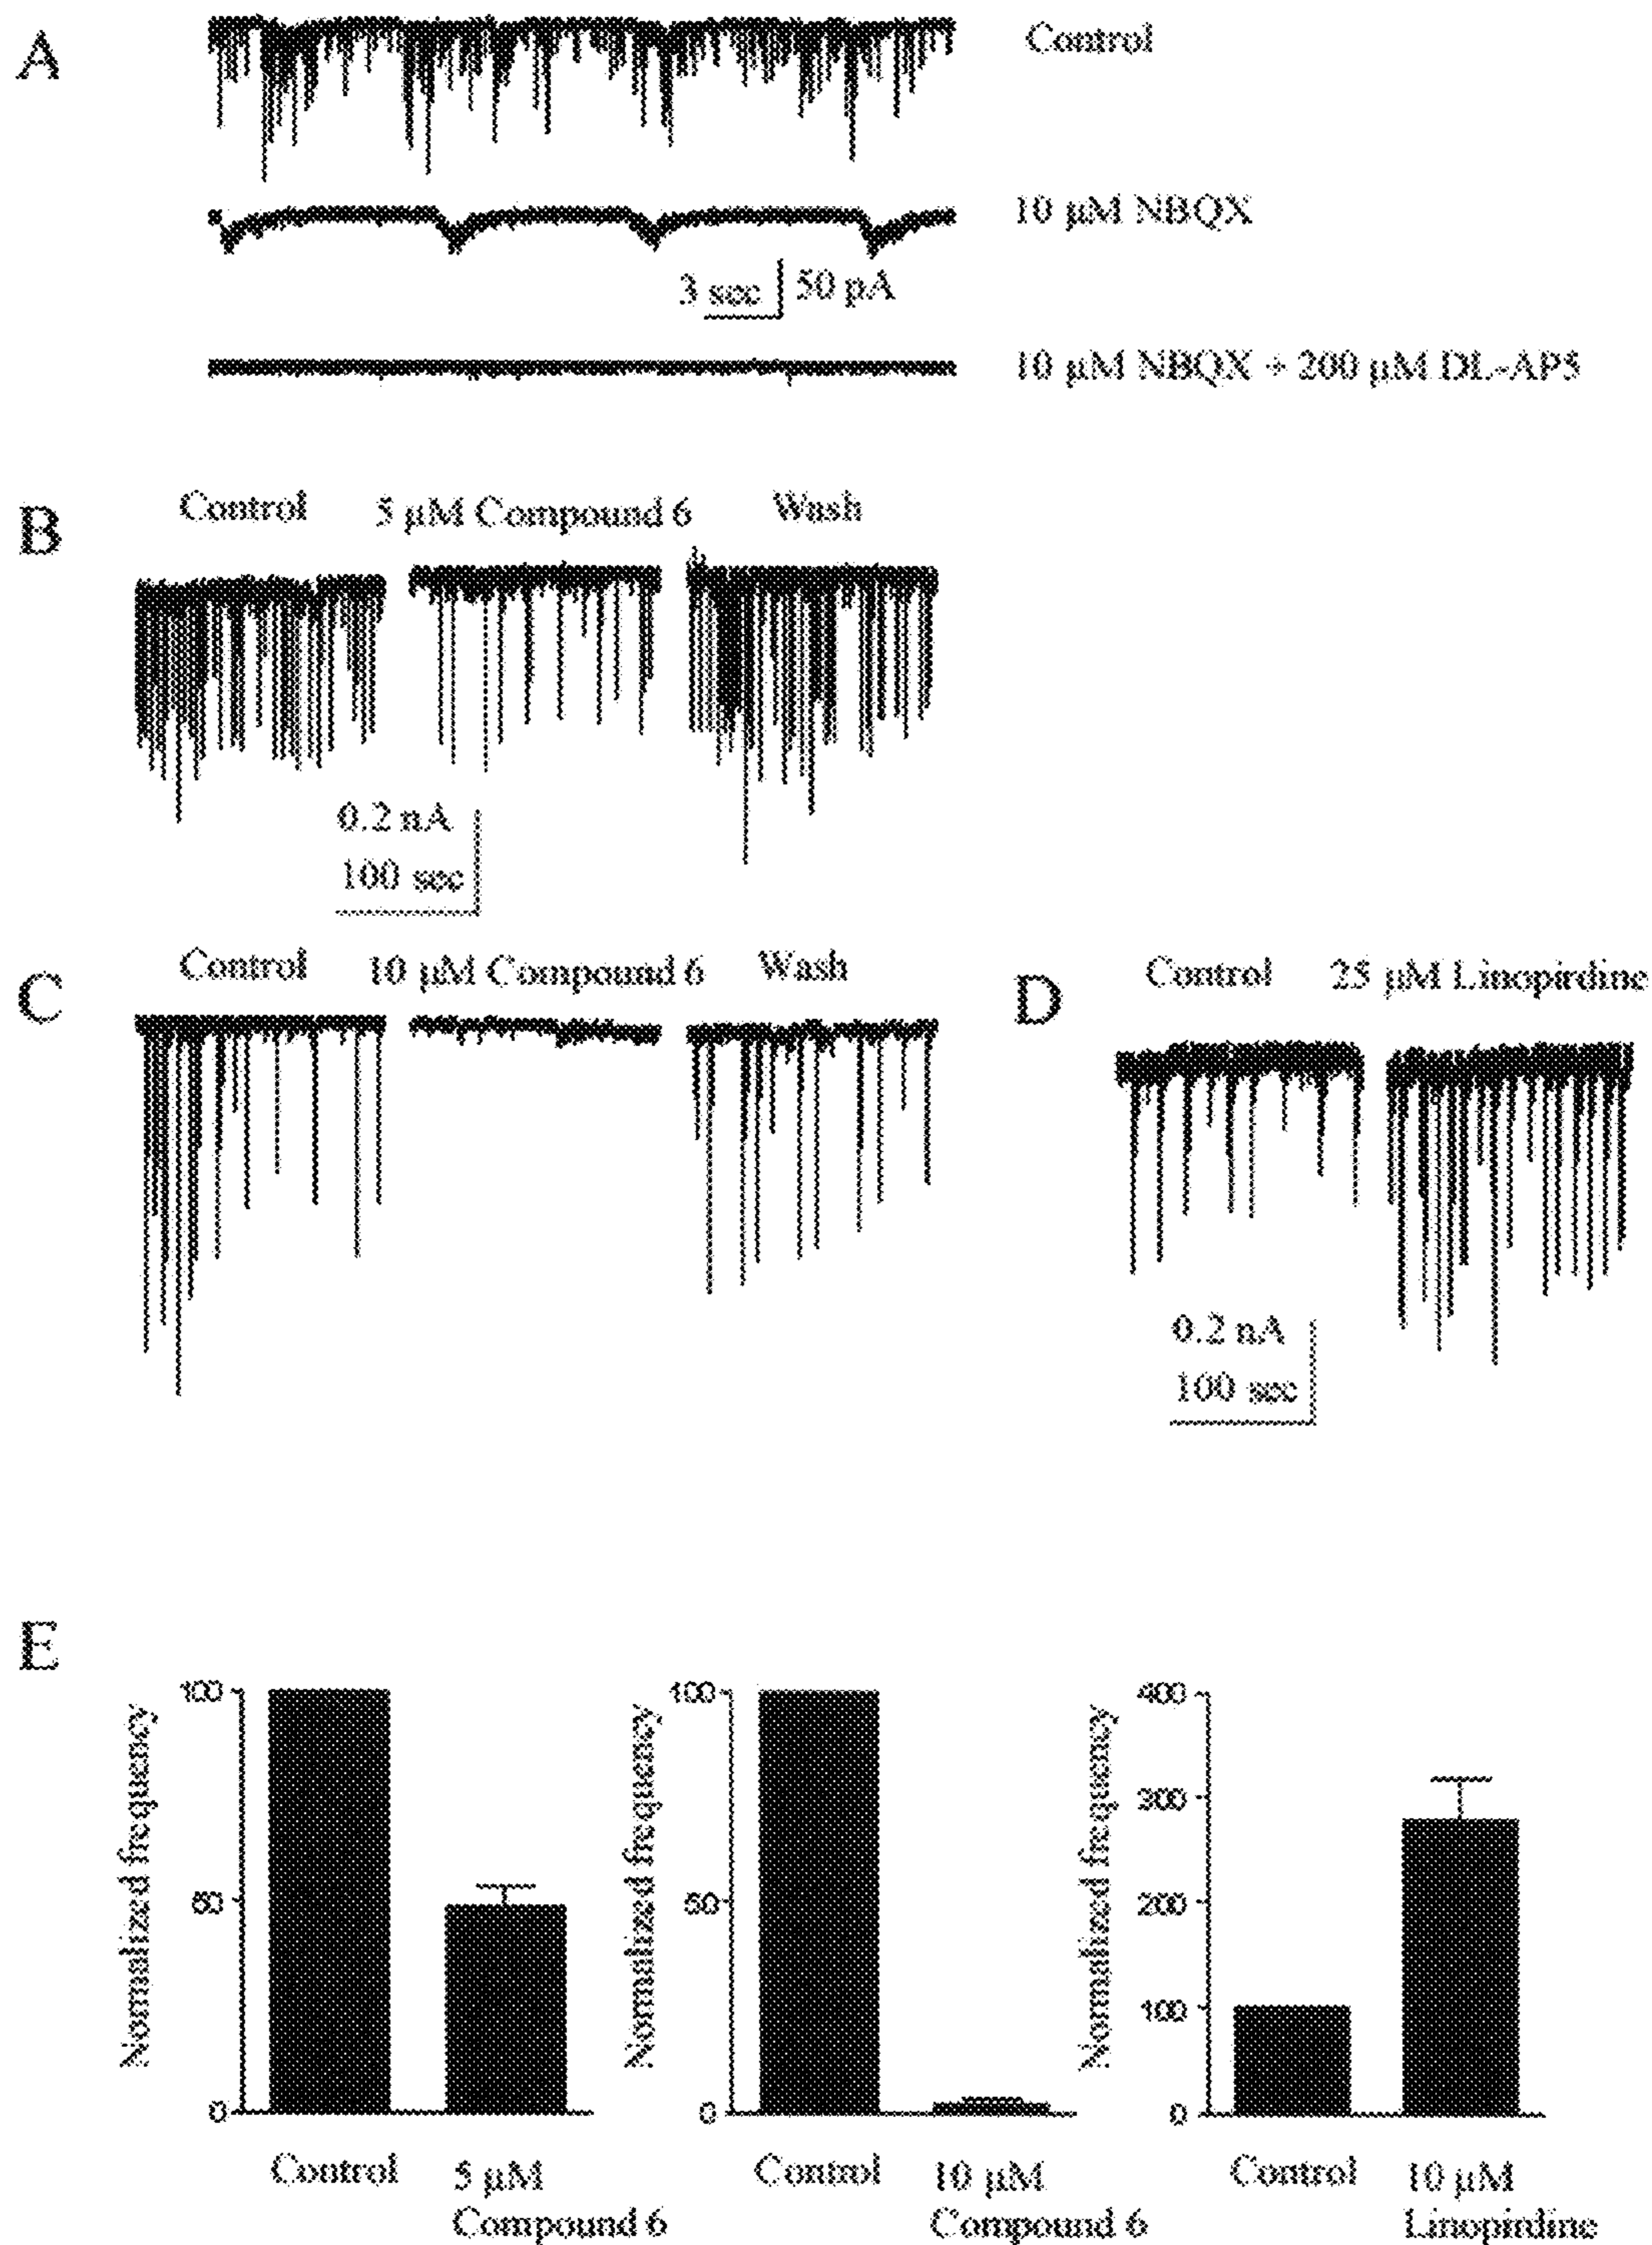 A
Control
10 µM NBQX
3 sec 50 pA
10 µM NBQX + 200 µM DL-AP5
B
Control 5 µM Compound 6 Wash
0.2 nA
100 sec
C
Control 10 µM Compound 6 Wash
D
Control 25 µM Linopirdine
0.2 nA
100 sec
E
Normalized frequency
100
50
0
Control 5 µM
Compound 6
Normalized frequency
100
50
0
Control 10 µM
Compound 6
Normalized frequency
400
300
200
100
0
Control 10 µM
Linopirdine